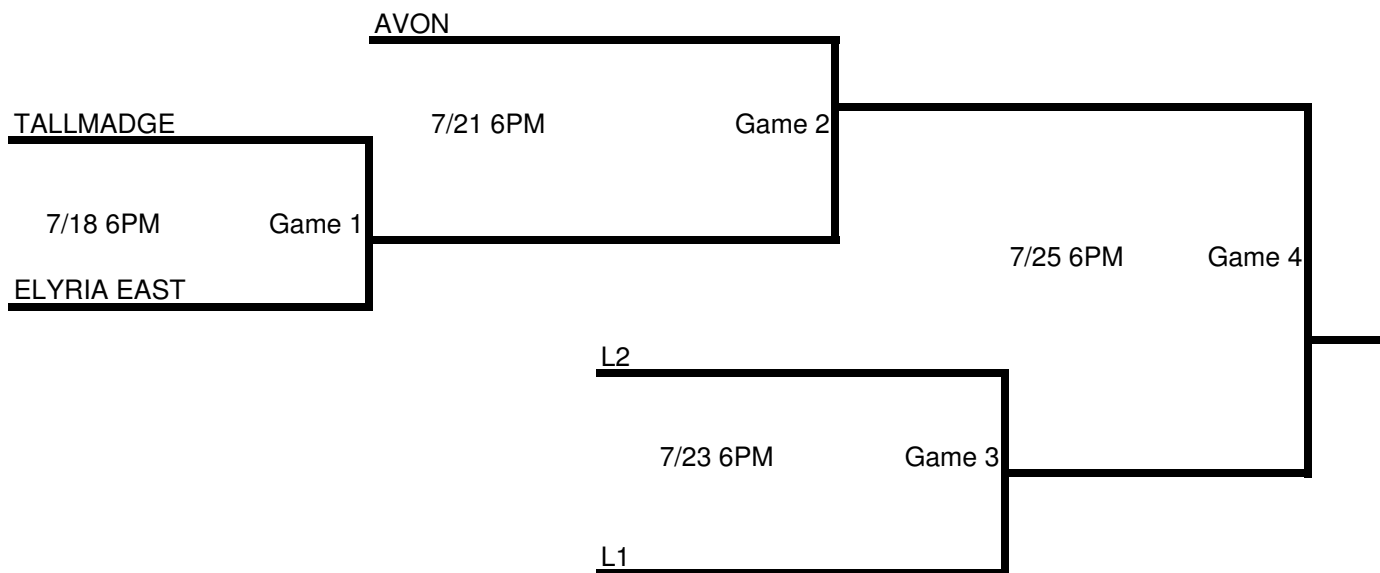 AVON
TALLMADGE
7/21 6PM
Game 2
7/18 6PM
Game 1
7/25 6PM
Game 4
ELYRIA EAST
L2
7/23 6PM
Game 3
L1